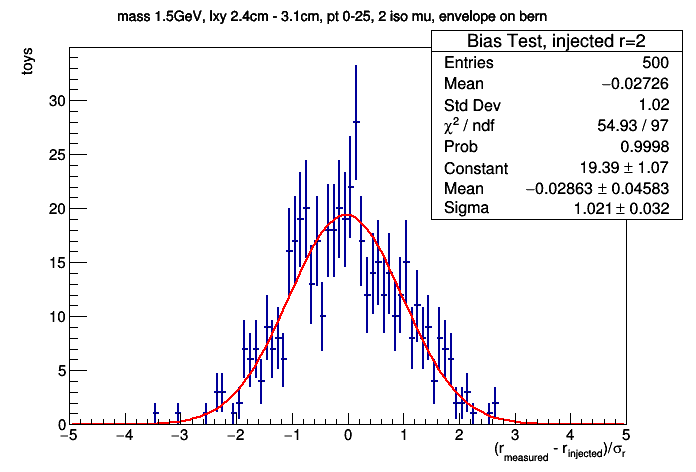 mass 1.5GeV, lxy 2.4cm - 3.1cm, pt 0-25, 2 iso mu, envelope on bern
Bias Test, injected r=2
Entries 500
Mean −0.02726
Std Dev 1.02
χ² / ndf 54.93 / 97
Prob 0.9998
Constant 19.39 ± 1.07
Mean −0.02863 ± 0.04583
Sigma 1.021 ± 0.032
toys
30
25
20
15
10
5
0
−5 −4 −3 −2 −1 0 1 2 3 4 5
(r_measured - r_injected)/σ_r